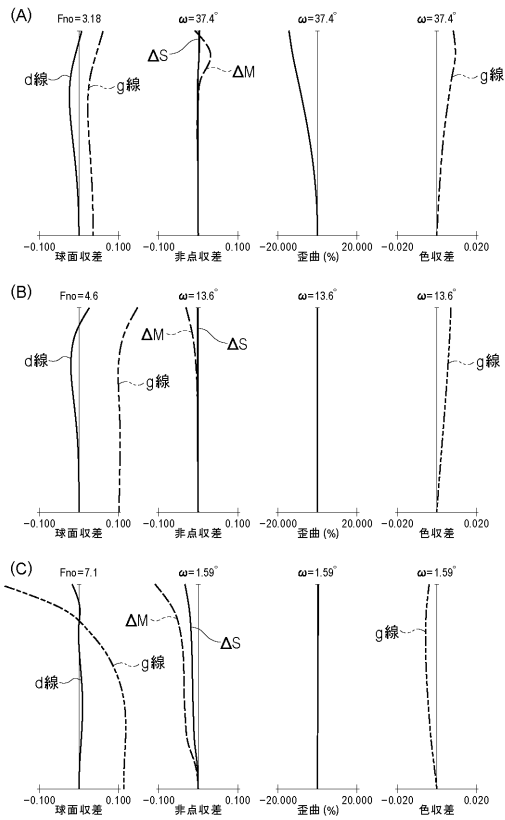 (A)
Fno=3.18 ω=37.4° ω=37.4° ω=37.4°
d線 g線 ΔS ΔM g線
-0.100 0.100 -0.100 0.100 -20.000 20.000 -0.020 0.020
球面収差 非点収差 歪曲(%) 色収差
(B)
Fno=4.6 ω=13.6° ω=13.6° ω=13.6°
d線 g線 ΔM ΔS g線
-0.100 0.100 -0.100 0.100 -20.000 20.000 -0.020 0.020
球面収差 非点収差 歪曲(%) 色収差
(C)
Fno=7.1 ω=1.59° ω=1.59° ω=1.59°
d線 g線 ΔM ΔS g線
-0.100 0.100 -0.100 0.100 -20.000 20.000 -0.020 0.020
球面収差 非点収差 歪曲(%) 色収差